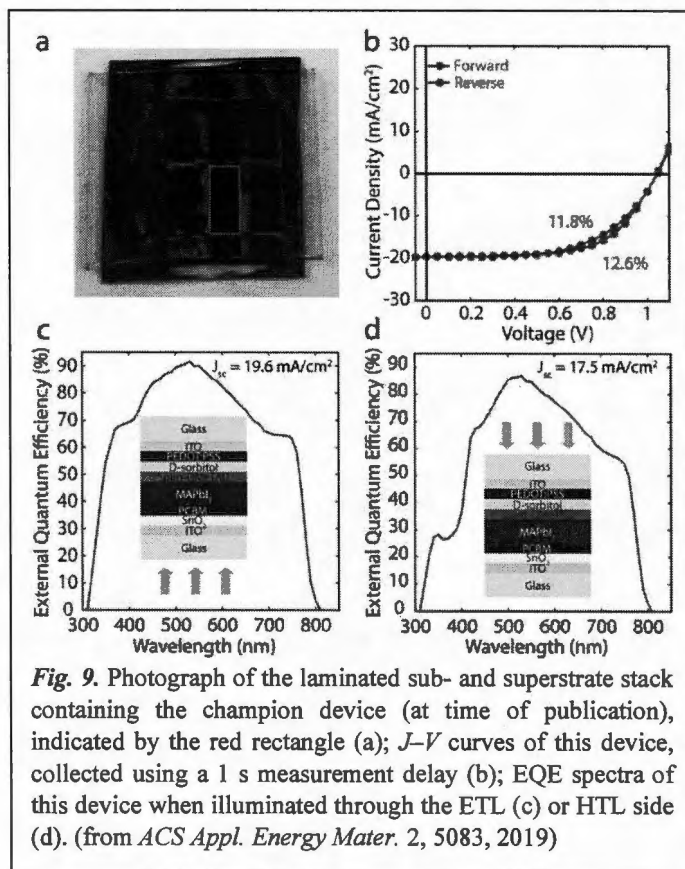 a
b
30
20
10
0
-10
-20
-30
Current Density (mA/cm²)
Forward
Reverse
11.8%
12.6%
0 0.2 0.4 0.6 0.8 1
Voltage (V)
c
d
90
80
70
60
50
40
30
20
10
0
External Quantum Efficiency (%)
Jsc = 19.6 mA/cm²
Glass
ITO
PEDOT:PSS
D-sorbitol
MAPbI₃
PCBM
SnO₂
ITO
Glass
300 400 500 600 700 800
Wavelength (nm)
90
80
70
60
50
40
30
20
10
0
External Quantum Efficiency (%)
Jsc = 17.5 mA/cm²
Glass
ITO
PEDOT:PSS
D-sorbitol
MAPbI₃
PCBM
SnO₂
ITO
Glass
300 400 500 600 700 800
Wavelength (nm)
Fig. 9. Photograph of the laminated sub- and superstrate stack
containing the champion device (at time of publication),
indicated by the red rectangle (a); J–V curves of this device,
collected using a 1 s measurement delay (b); EQE spectra of
this device when illuminated through the ETL (c) or HTL side
(d). (from ACS Appl. Energy Mater. 2, 5083, 2019)